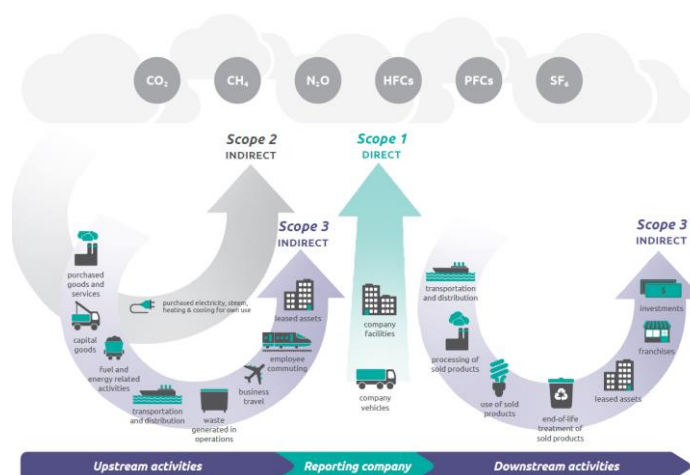 CO₂
CH₄
N₂O
HFCs
PFCs
SF₆
Scope 2
INDIRECT
Scope 1
DIRECT
Scope 3
INDIRECT
Scope 3
INDIRECT
purchased
goods and
services
capital
goods
fuel and
energy related
activities
purchased electricity, steam,
heating & cooling for own use
transportation
and distribution
waste
generated in
operations
business
travel
employee
commuting
leased assets
company
facilities
company
vehicles
transportation
and distribution
processing of
sold products
use of sold
products
end-of-life
treatment of
sold products
leased assets
franchises
investments
$
Upstream activities
Reporting company
Downstream activities